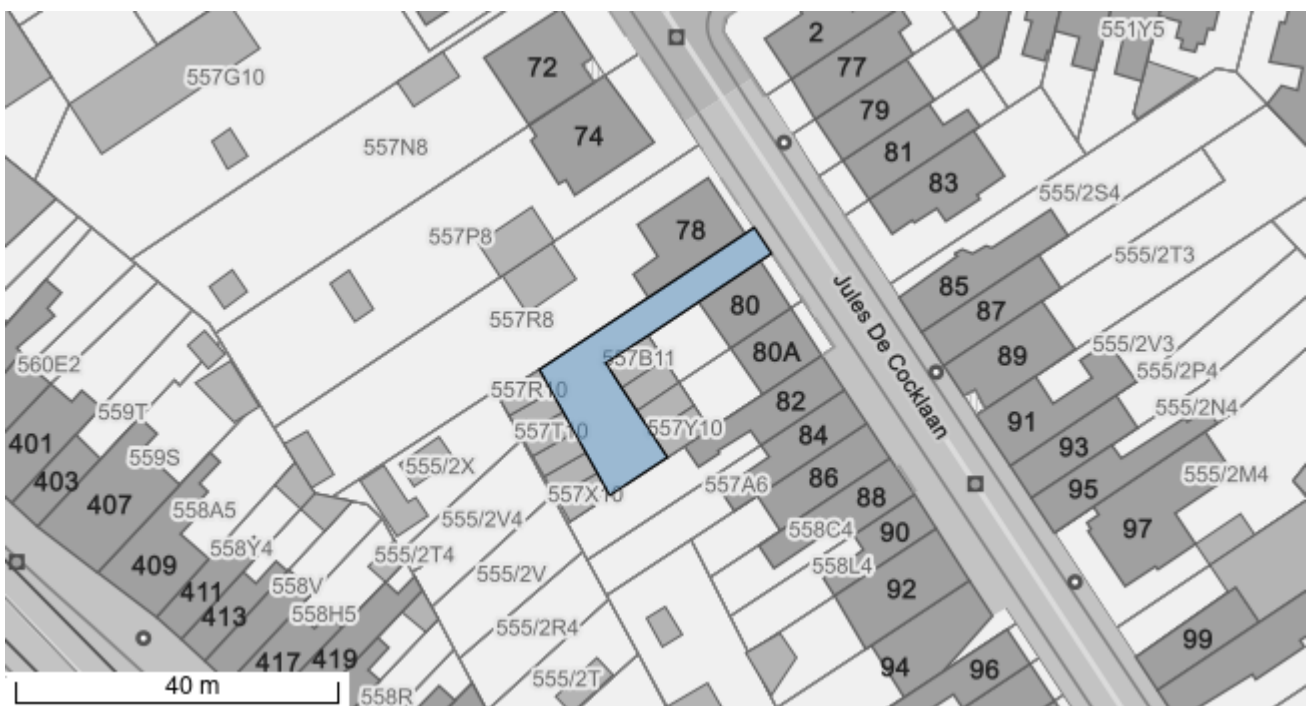 2
551Y5
72
77
557G10
79
74
81
557N8
83
555/2S4
78
557P8
555/2T3
85
Jules De Cocklaan
80
87
557R8
89
555/2V3
80A
557B11
560E2
555/2P4
557R10
82
559T
555/2N4
91
401
557T10
557Y10
84
93
559S
555/2X
403
86
555/2M4
557A6
95
557X10
88
407
558A5
555/2V4
97
558C4
90
558Y4
555/2T4
409
558L4
555/2V
558V
411
92
558H5
413
555/2R4
99
417
419
94
96
555/2T
40 m
558R